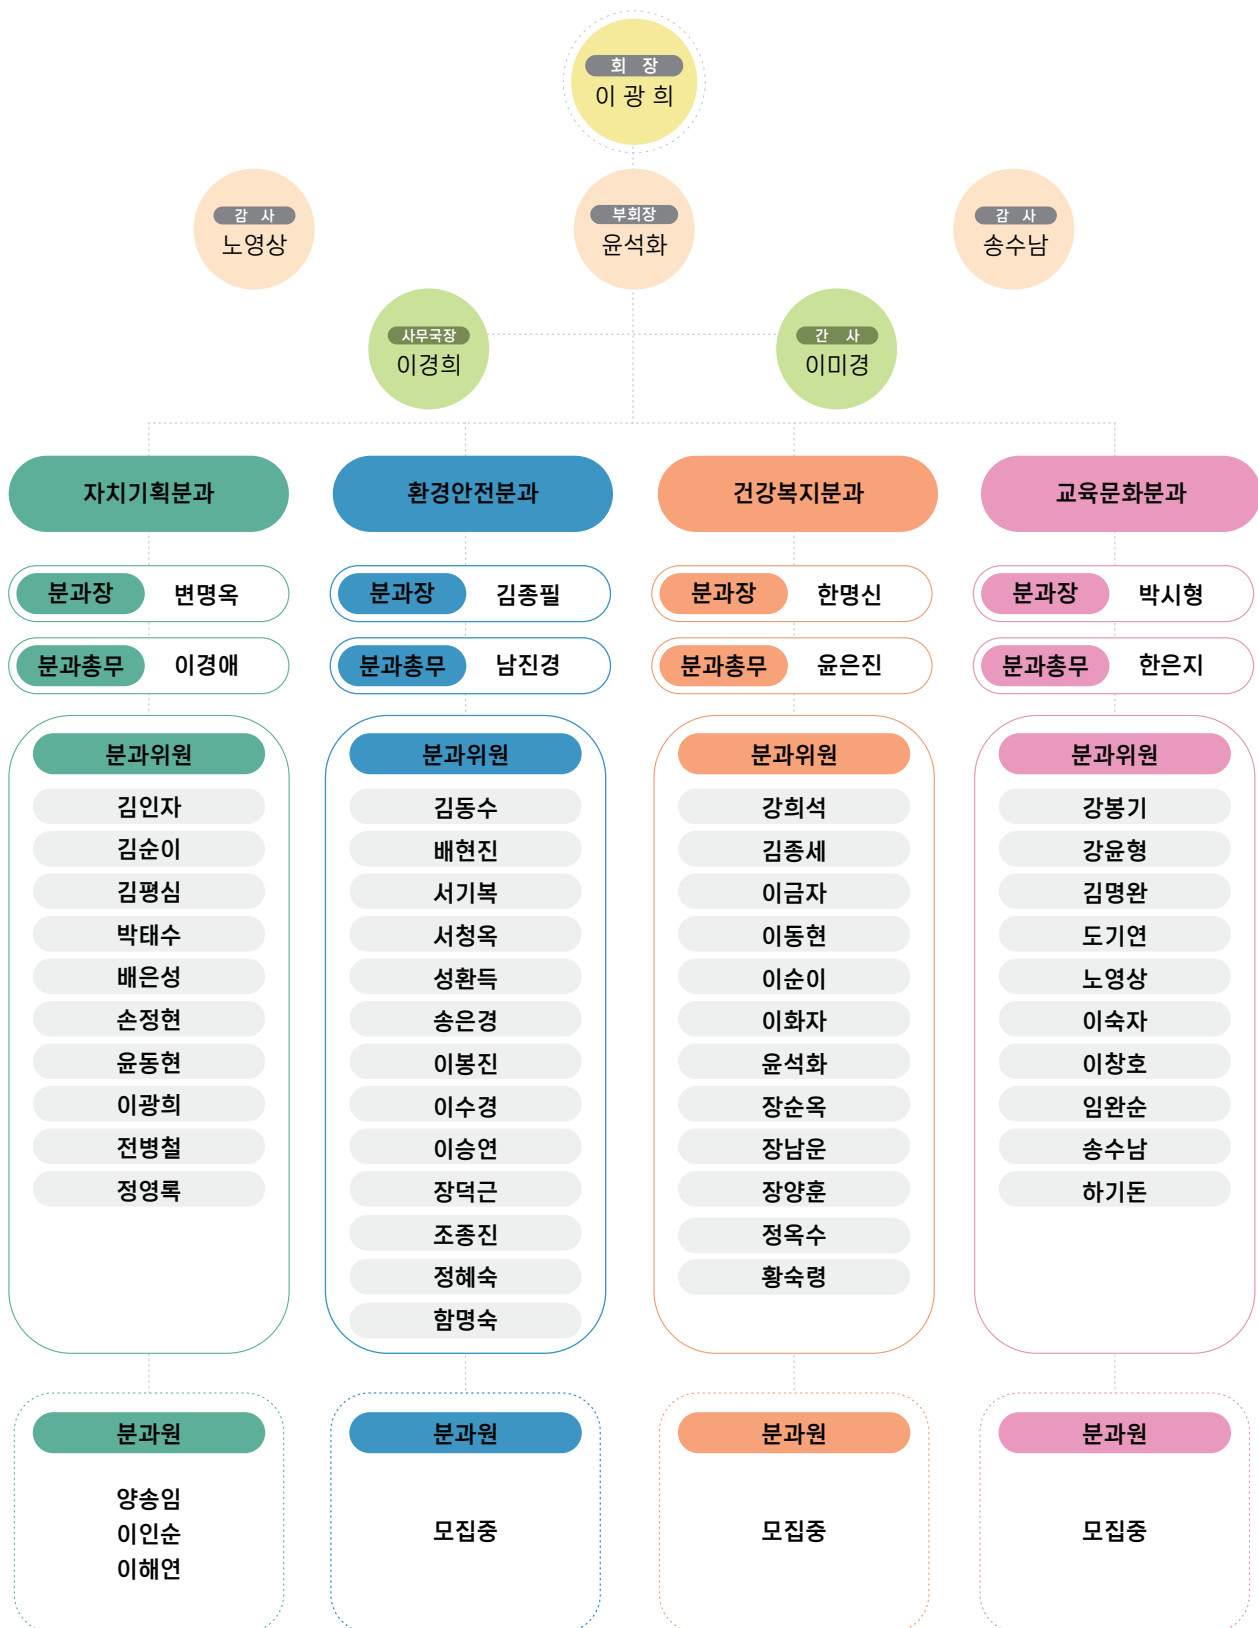 회 장
이 광 희
감 사
노영상
부회장
윤석화
감 사
송수남
사무국장
이경희
간 사
이미경
자치기획분과
환경안전분과
건강복지분과
교육문화분과
분과장 변명옥
분과장 김종필
분과장 한명신
분과장 박시형
분과총무 이경애
분과총무 남진경
분과총무 윤은진
분과총무 한은지
분과위원
김인자
김순이
김평심
박태수
배은성
손정현
윤동현
이광희
전병철
정영록
분과위원
김동수
배현진
서기복
서청옥
성환득
송은경
이봉진
이수경
이승연
장덕근
조종진
정혜숙
함명숙
분과위원
강희석
김종세
이금자
이동현
이순이
이화자
윤석화
장순옥
장남운
장양훈
정옥수
황숙령
분과위원
강봉기
강윤형
김명완
도기연
노영상
이숙자
이창호
임완순
송수남
하기돈
분과원
양송임
이인순
이해연
분과원
모집중
분과원
모집중
분과원
모집중